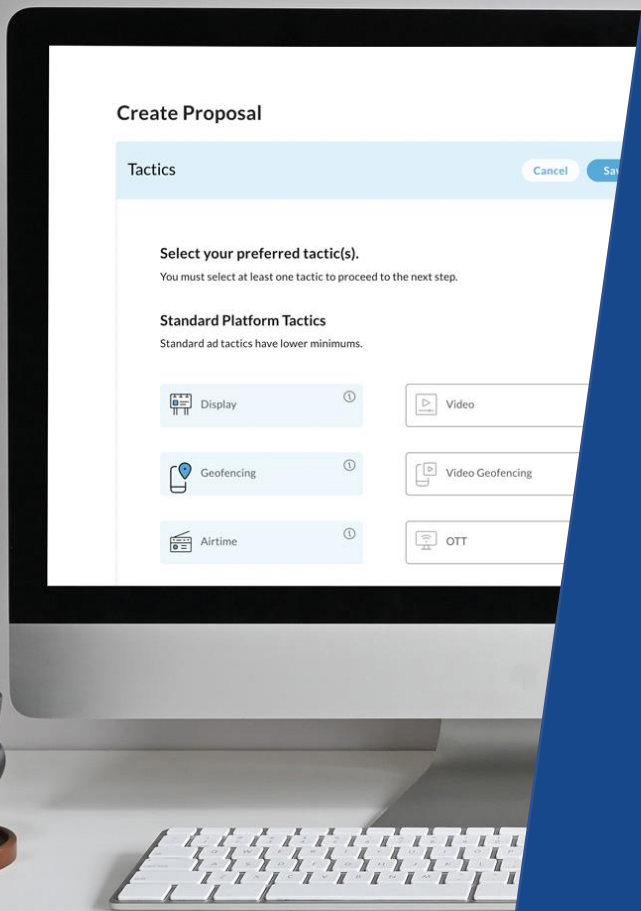 Create Proposal
Tactics
Cancel
Select your preferred tactic(s).
You must select at least one tactic to proceed to the next step.
Standard Platform Tactics
Standard ad tactics have lower minimums.
Display
Video
Geofencing
Video Geofencing
Airtime
OTT